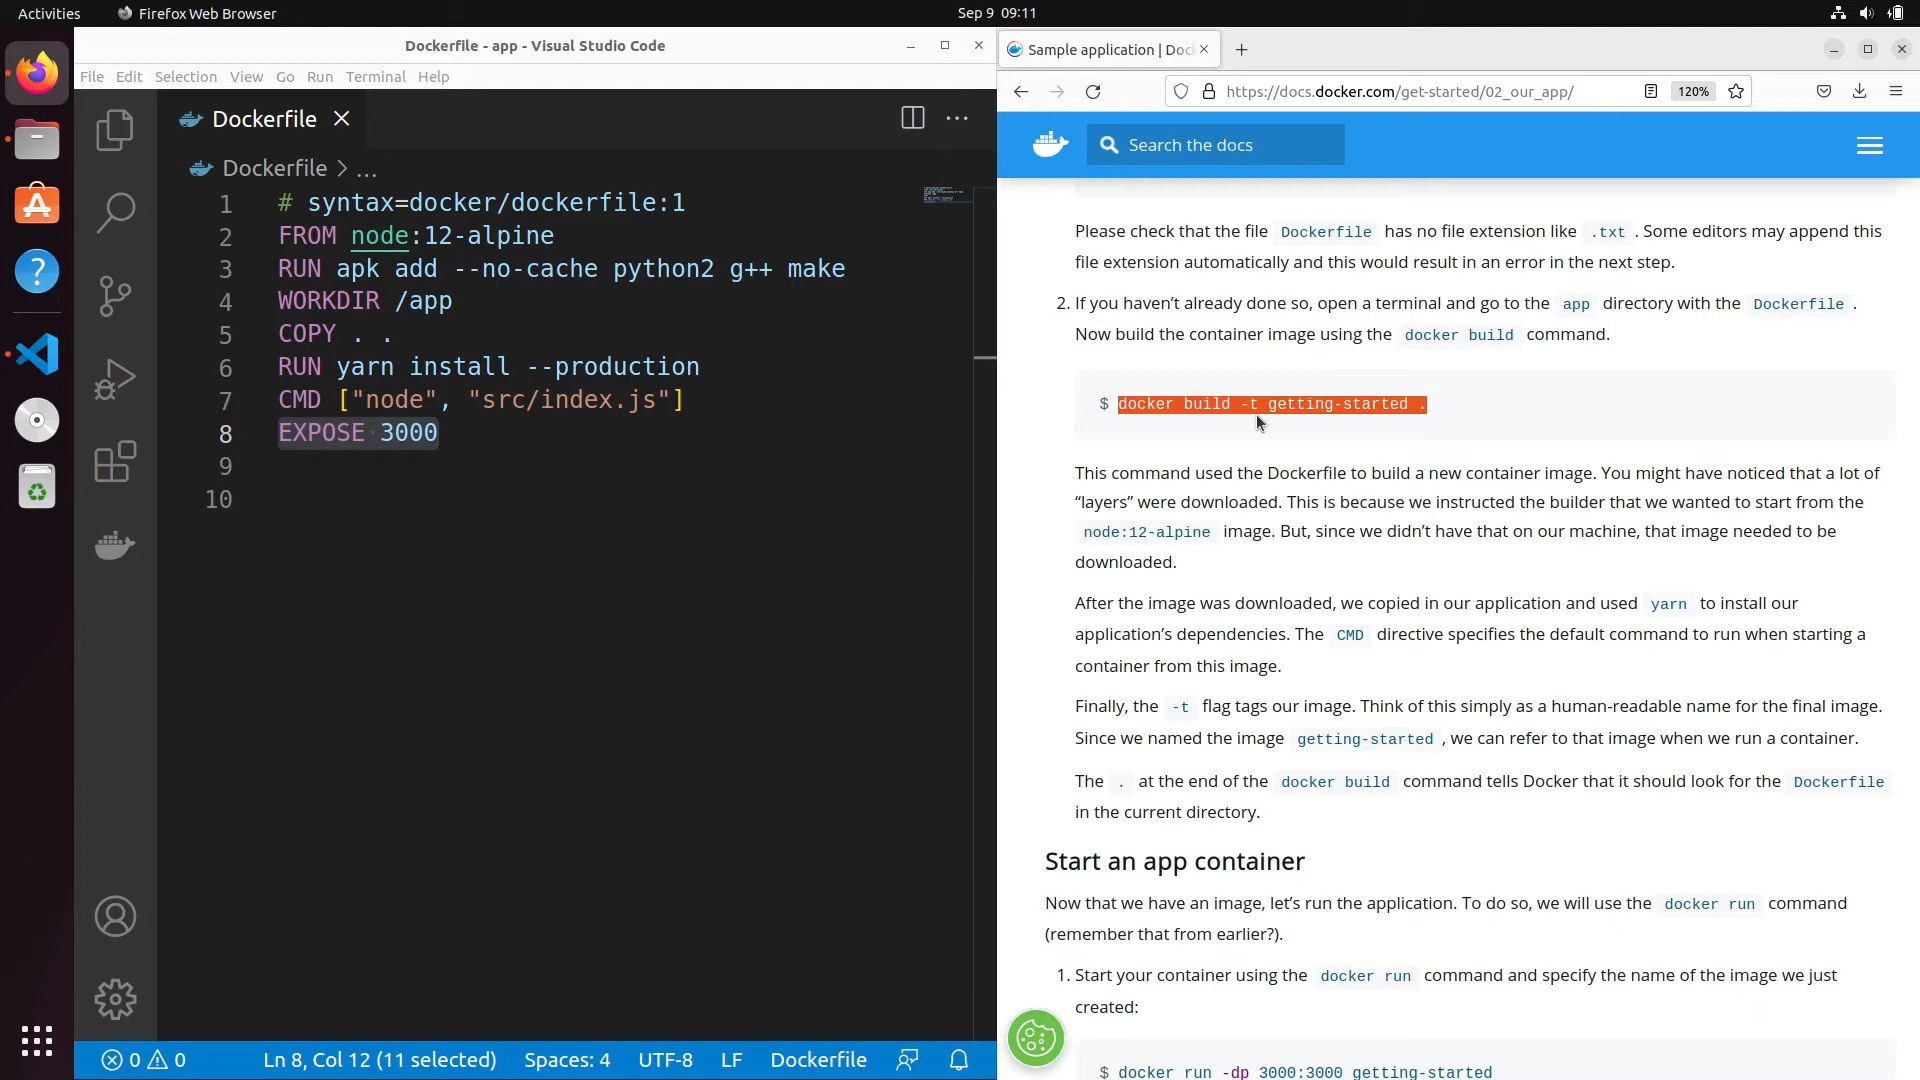 Activities
Firefox Web Browser
Sep 9 09:11
Dockerfile - app - Visual Studio Code
File Edit Selection View Go Run Terminal Help
Dockerfile
Dockerfile > ...
1 # syntax=docker/dockerfile:1
2 FROM node:12-alpine
3 RUN apk add --no-cache python2 g++ make
4 WORKDIR /app
5 COPY . .
6 RUN yarn install --production
7 CMD ["node", "src/index.js"]
8 EXPOSE 3000
9
10
0 0 Ln 8, Col 12 (11 selected) Spaces: 4 UTF-8 LF Dockerfile
Sample application | Doc
https://docs.docker.com/get-started/02_our_app/ 120%
Search the docs
Please check that the file Dockerfile has no file extension like .txt . Some editors may append this
file extension automatically and this would result in an error in the next step.
2. If you haven’t already done so, open a terminal and go to the app directory with the Dockerfile .
Now build the container image using the docker build command.
$ docker build -t getting-started .
This command used the Dockerfile to build a new container image. You might have noticed that a lot of
“layers” were downloaded. This is because we instructed the builder that we wanted to start from the
node:12-alpine image. But, since we didn’t have that on our machine, that image needed to be
downloaded.
After the image was downloaded, we copied in our application and used yarn to install our
application’s dependencies. The CMD directive specifies the default command to run when starting a
container from this image.
Finally, the -t flag tags our image. Think of this simply as a human-readable name for the final image.
Since we named the image getting-started , we can refer to that image when we run a container.
The . at the end of the docker build command tells Docker that it should look for the Dockerfile
in the current directory.
Start an app container
Now that we have an image, let’s run the application. To do so, we will use the docker run command
(remember that from earlier?).
1. Start your container using the docker run command and specify the name of the image we just
created:
$ docker run -dp 3000:3000 getting-started